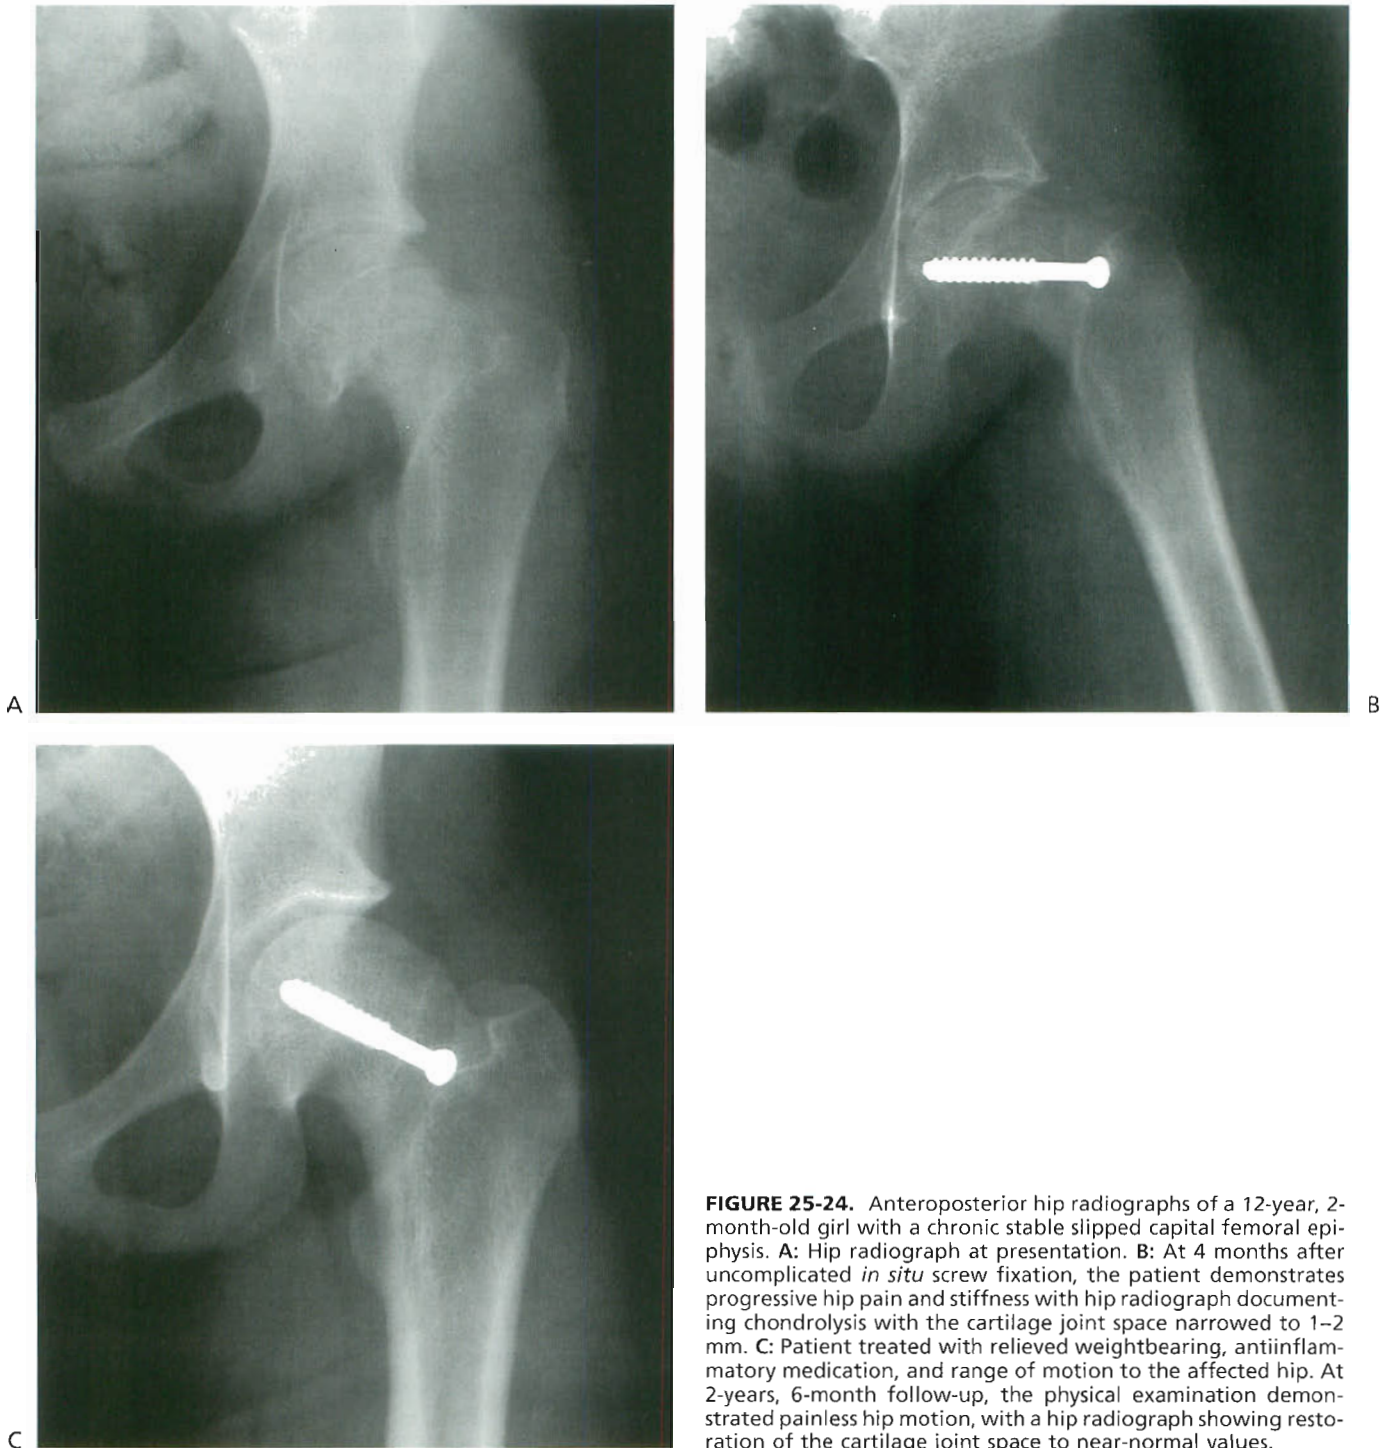 A
B
C
FIGURE 25-24. Anteroposterior hip radiographs of a 12-year, 2-
month-old girl with a chronic stable slipped capital femoral epi-
physis. A: Hip radiograph at presentation. B: At 4 months after
uncomplicated in situ screw fixation, the patient demonstrates
progressive hip pain and stiffness with hip radiograph document-
ing chondrolysis with the cartilage joint space narrowed to 1–2
mm. C: Patient treated with relieved weightbearing, antiinflam-
matory medication, and range of motion to the affected hip. At
2-years, 6-month follow-up, the physical examination demon-
strated painless hip motion, with a hip radiograph showing resto-
ration of the cartilage joint space to near-normal values.